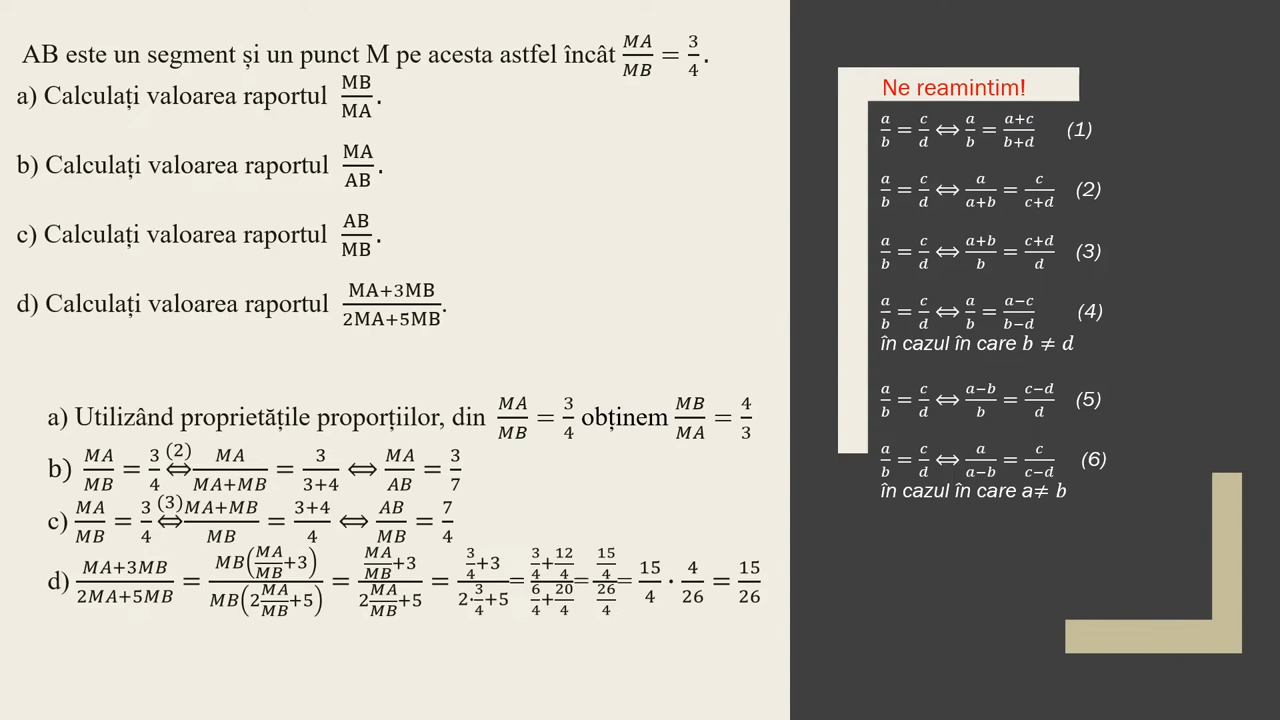 AB este un segment și un punct M pe acesta astfel încât MA/MB = 3/4.
a) Calculați valoarea raportul MB/MA.
b) Calculați valoarea raportul MA/AB.
c) Calculați valoarea raportul AB/MB.
d) Calculați valoarea raportul (MA+3MB)/(2MA+5MB).
a) Utilizând proprietățile proporțiilor, din MA/MB = 3/4 obținem MB/MA = 4/3
b) MA/MB = 3/4 (2)⟺ MA/(MA+MB) = 3/(3+4) ⟺ MA/AB = 3/7
c) MA/MB = 3/4 (3)⟺ (MA+MB)/MB = (3+4)/4 ⟺ AB/MB = 7/4
d) (MA+3MB)/(2MA+5MB) = MB(MA/MB+3)/MB(2MA/MB+5) = (MA/MB+3)/(2MA/MB+5) = (3/4+3)/(2·3/4+5) = (3/4+12/4)/(6/4+20/4) = (15/4)/(26/4) = 15/4 · 4/26 = 15/26
Ne reamintim!
a/b = c/d ⟺ a/b = (a+c)/(b+d) (1)
a/b = c/d ⟺ a/(a+b) = c/(c+d) (2)
a/b = c/d ⟺ (a+b)/b = (c+d)/d (3)
a/b = c/d ⟺ a/b = (a−c)/(b−d) (4)
în cazul în care b ≠ d
a/b = c/d ⟺ (a−b)/b = (c−d)/d (5)
a/b = c/d ⟺ a/(a−b) = c/(c−d) (6)
în cazul în care a≠ b